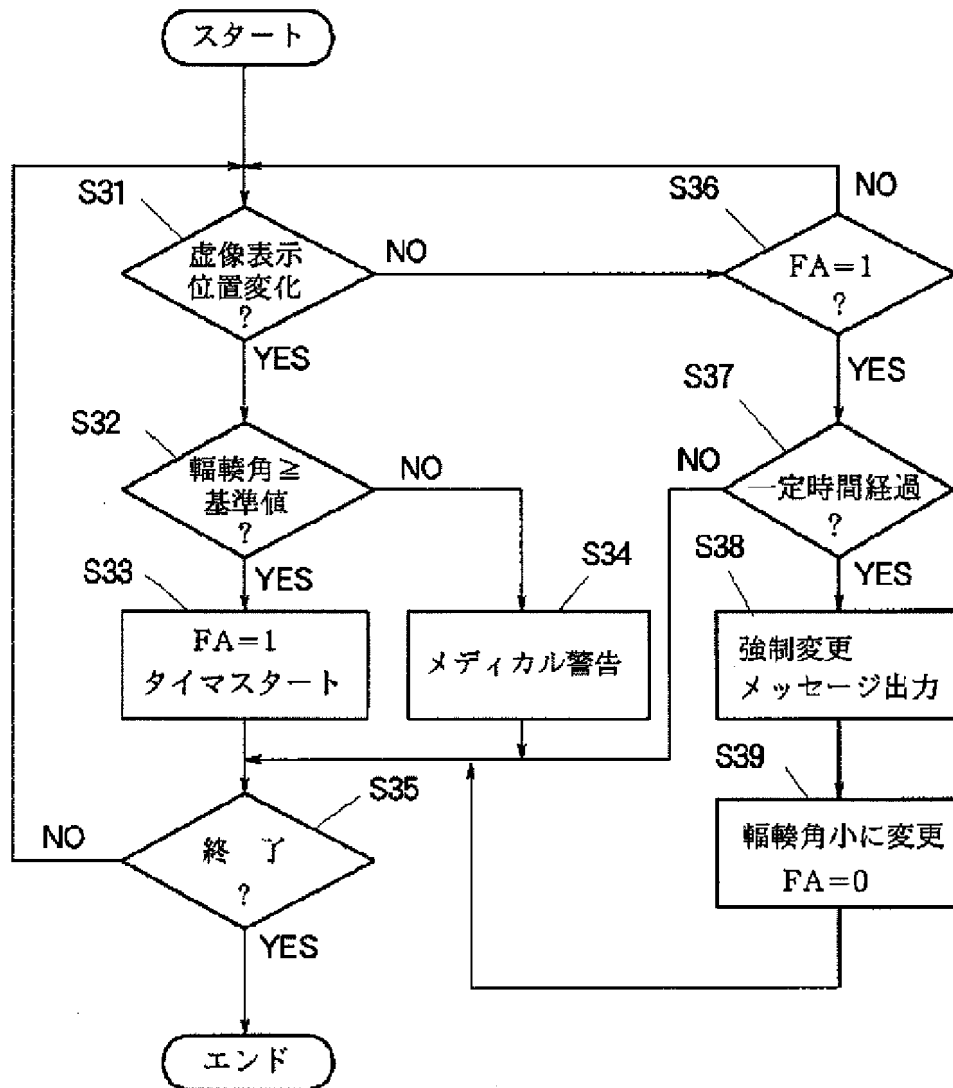 スタート
S31
虚像表示
位置変化
?
NO
YES
S36
NO
FA=1
?
YES
S32
輻輳角≧
基準値
?
NO
YES
S37
NO
一定時間経過
?
YES
S33
FA=1
タイマスタート
S34
メディカル警告
S38
強制変更
メッセージ出力
S39
輻輳角小に変更
FA=0
S35
終 了
?
NO
YES
エンド